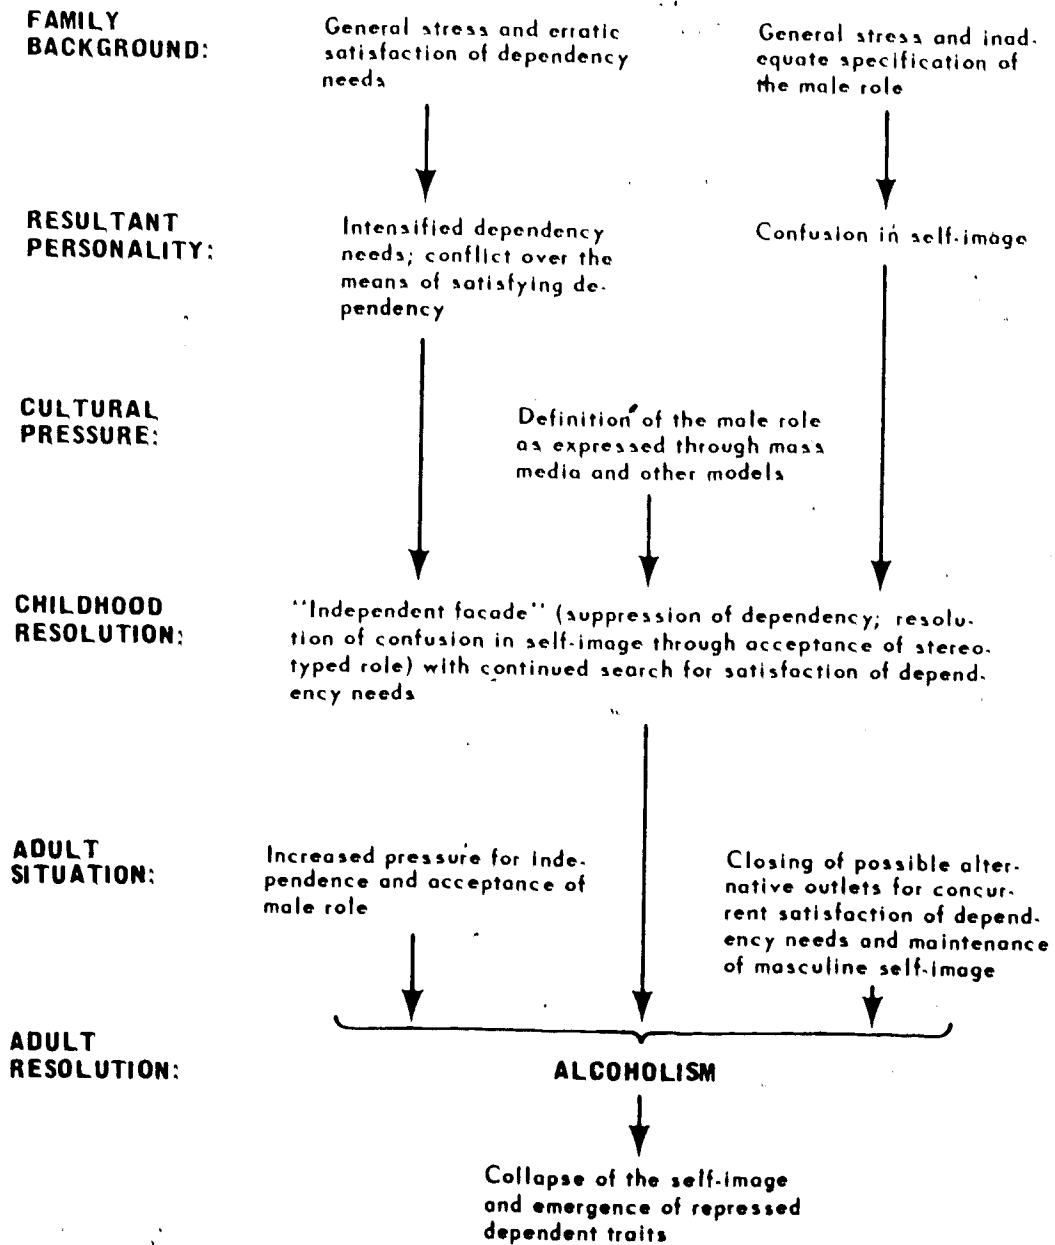 FAMILY
BACKGROUND:
General stress and erratic
satisfaction of dependency
needs
General stress and inad-
equate specification of
the male role
RESULTANT
PERSONALITY:
Intensified dependency
needs; conflict over the
means of satisfying de-
pendency
Confusion in self-image
CULTURAL
PRESSURE:
Definition of the male role
as expressed through mass
media and other models
CHILDHOOD
RESOLUTION:
"Independent facade" (suppression of dependency; resolu-
tion of confusion in self-image through acceptance of stereo-
typed role) with continued search for satisfaction of depend-
ency needs
ADULT
SITUATION:
Increased pressure for inde-
pendence and acceptance of
male role
Closing of possible alter-
native outlets for concur-
rent satisfaction of depend-
ency needs and maintenance
of masculine self-image
ADULT
RESOLUTION:
ALCOHOLISM
Collapse of the self-image
and emergence of repressed
dependent traits